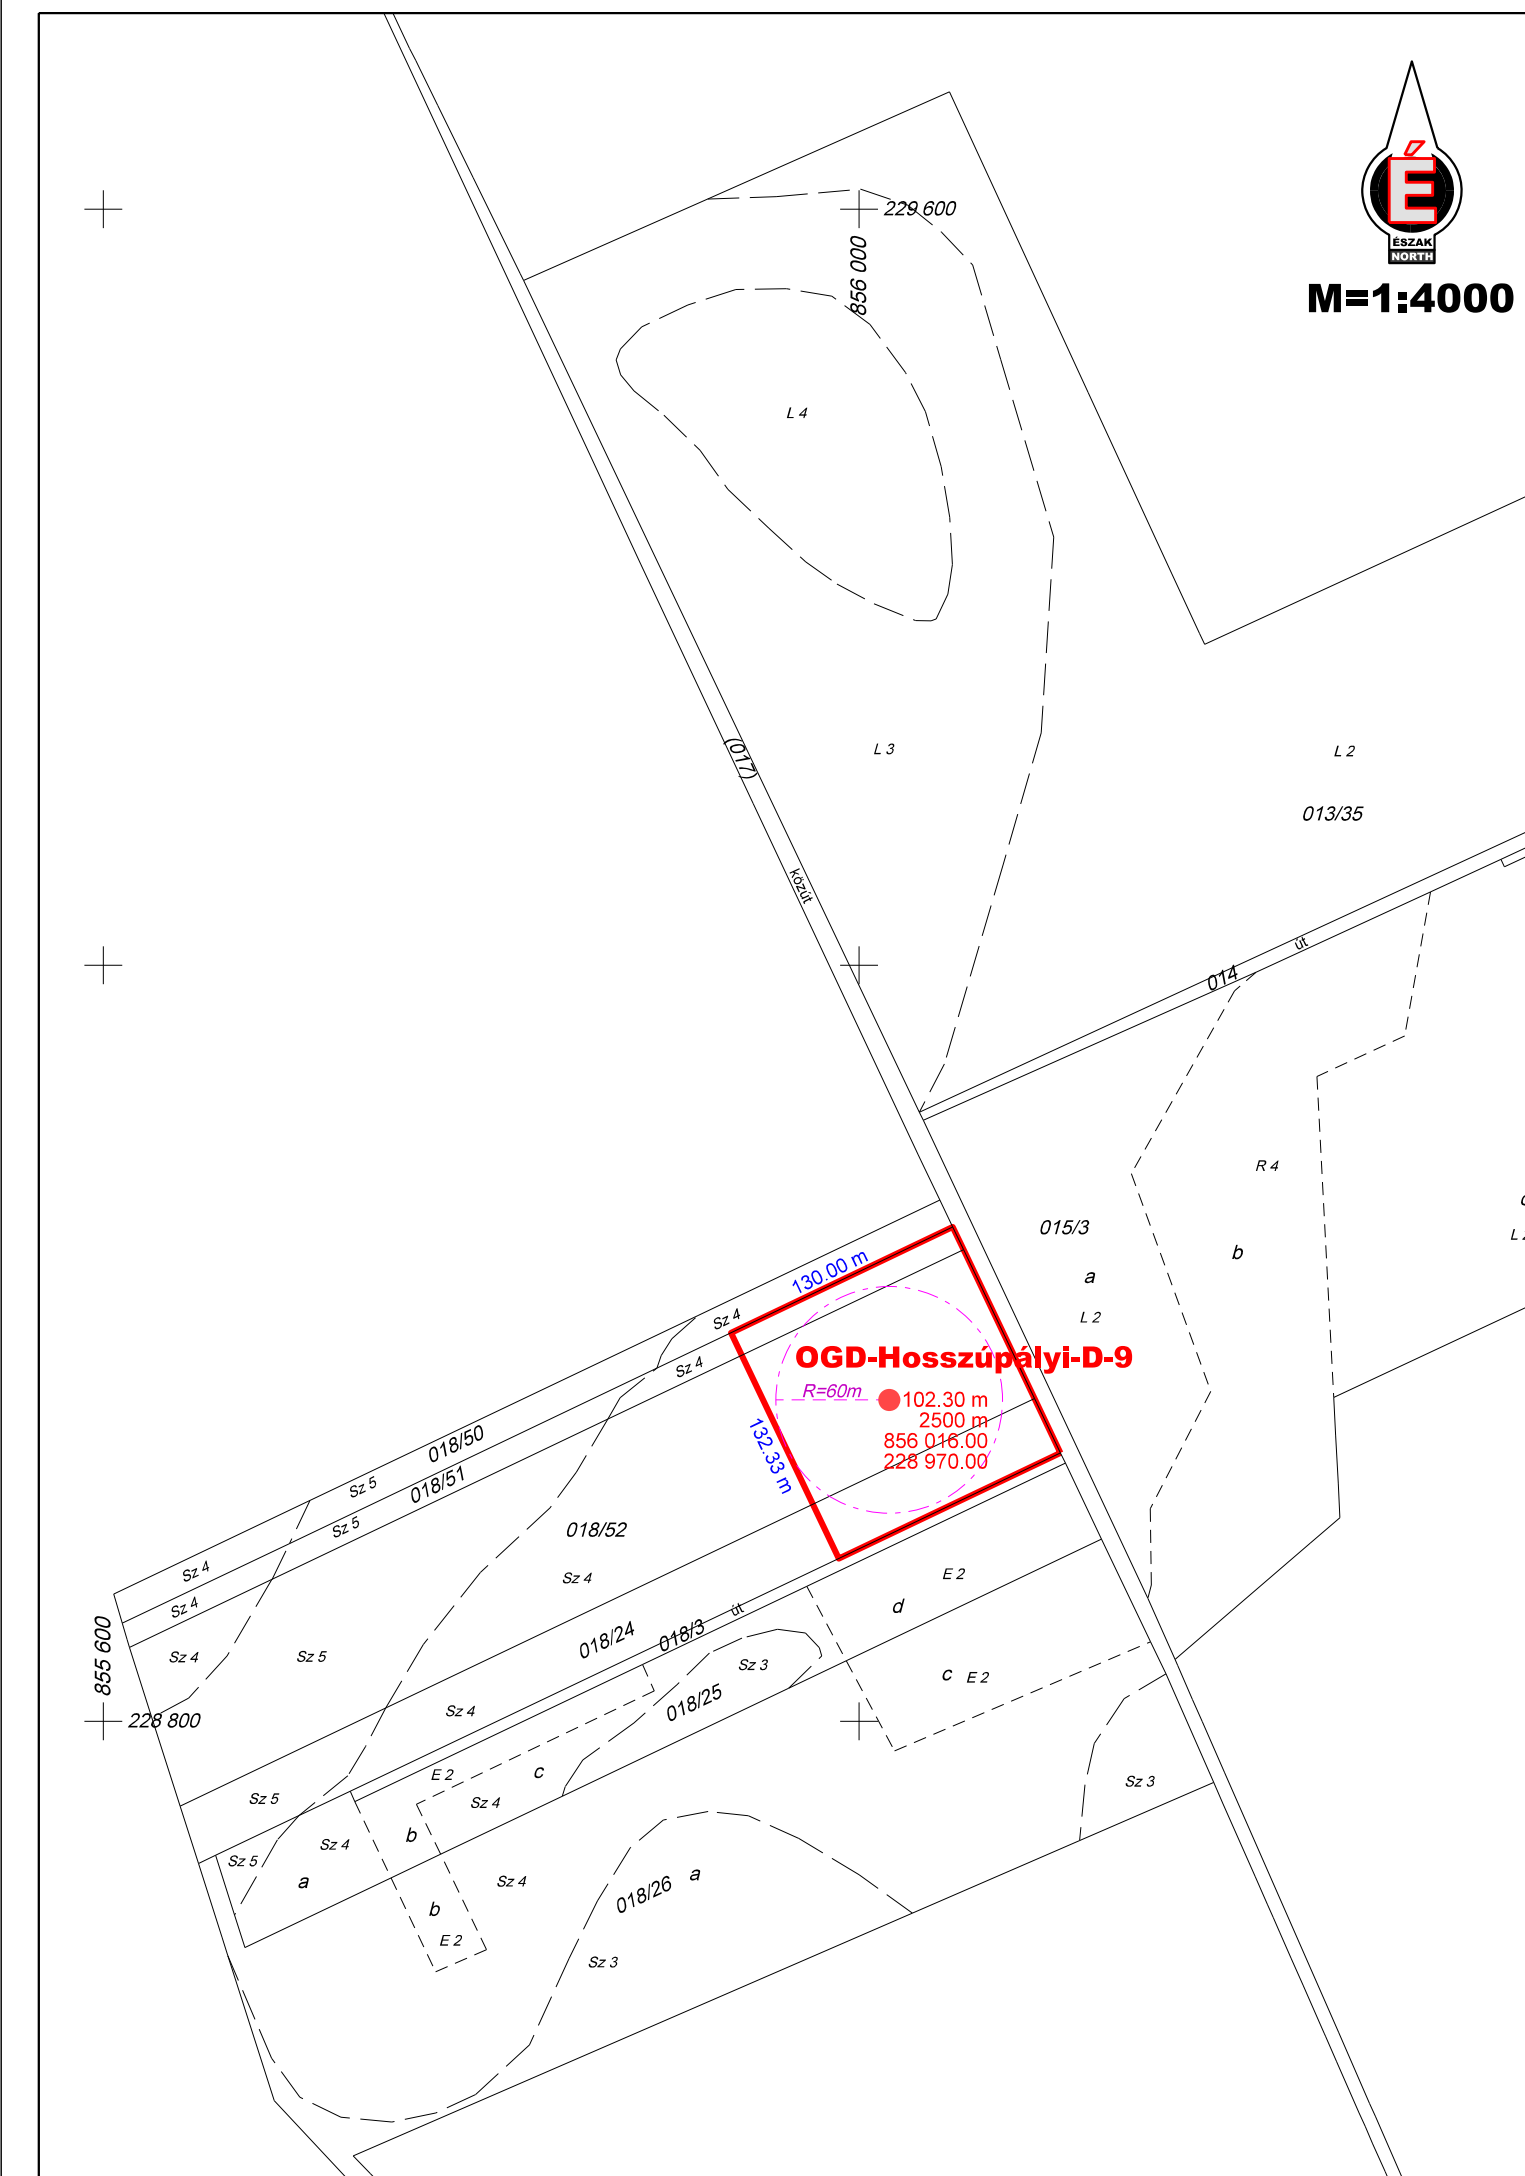 É
ÉSZAK
NORTH
M=1:4000
229 600
856 000
L 4
(017)
L 3
L 2
013/35
közút
út
014
R 4
015/3
b
a
L 2
130.00 m
Sz 4
Sz 4
OGD-Hosszúpályi-D-9
R=60m
102.30 m
2500 m
856 016.00
228 970.00
132.33 m
018/50
018/51
Sz 5
Sz 5
018/52
Sz 4
Sz 4
Sz 4
E 2
d
út
018/3
018/24
855 600
Sz 4
Sz 5
Sz 3
c E 2
018/25
Sz 4
228 800
E 2
c
Sz 3
Sz 5
Sz 4
b
Sz 4
Sz 5
a
Sz 4
018/26
a
b
E 2
Sz 3